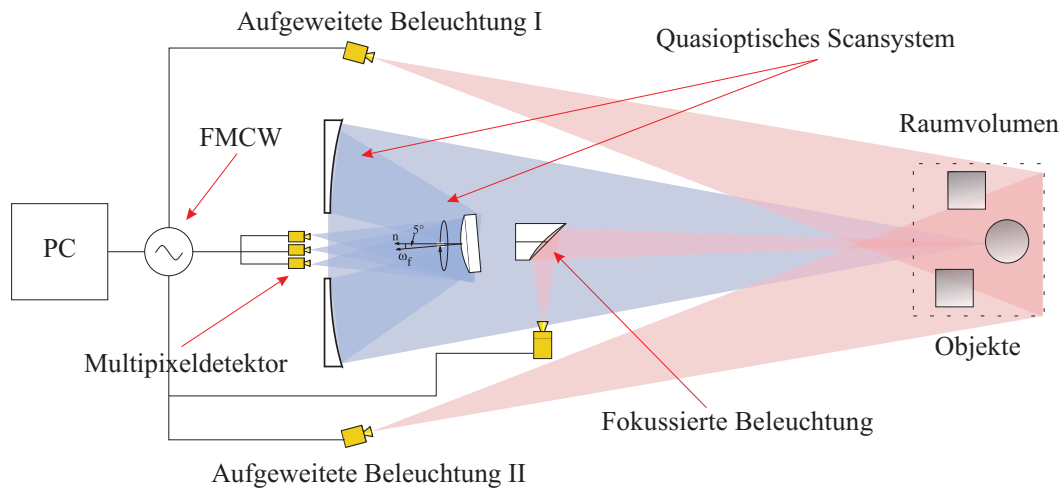 Aufgeweitete Beleuchtung I
Quasioptisches Scansystem
FMCW
Raumvolumen
PC
n
5°
ω_f
Multipixeldetektor
Objekte
Fokussierte Beleuchtung
Aufgeweitete Beleuchtung II